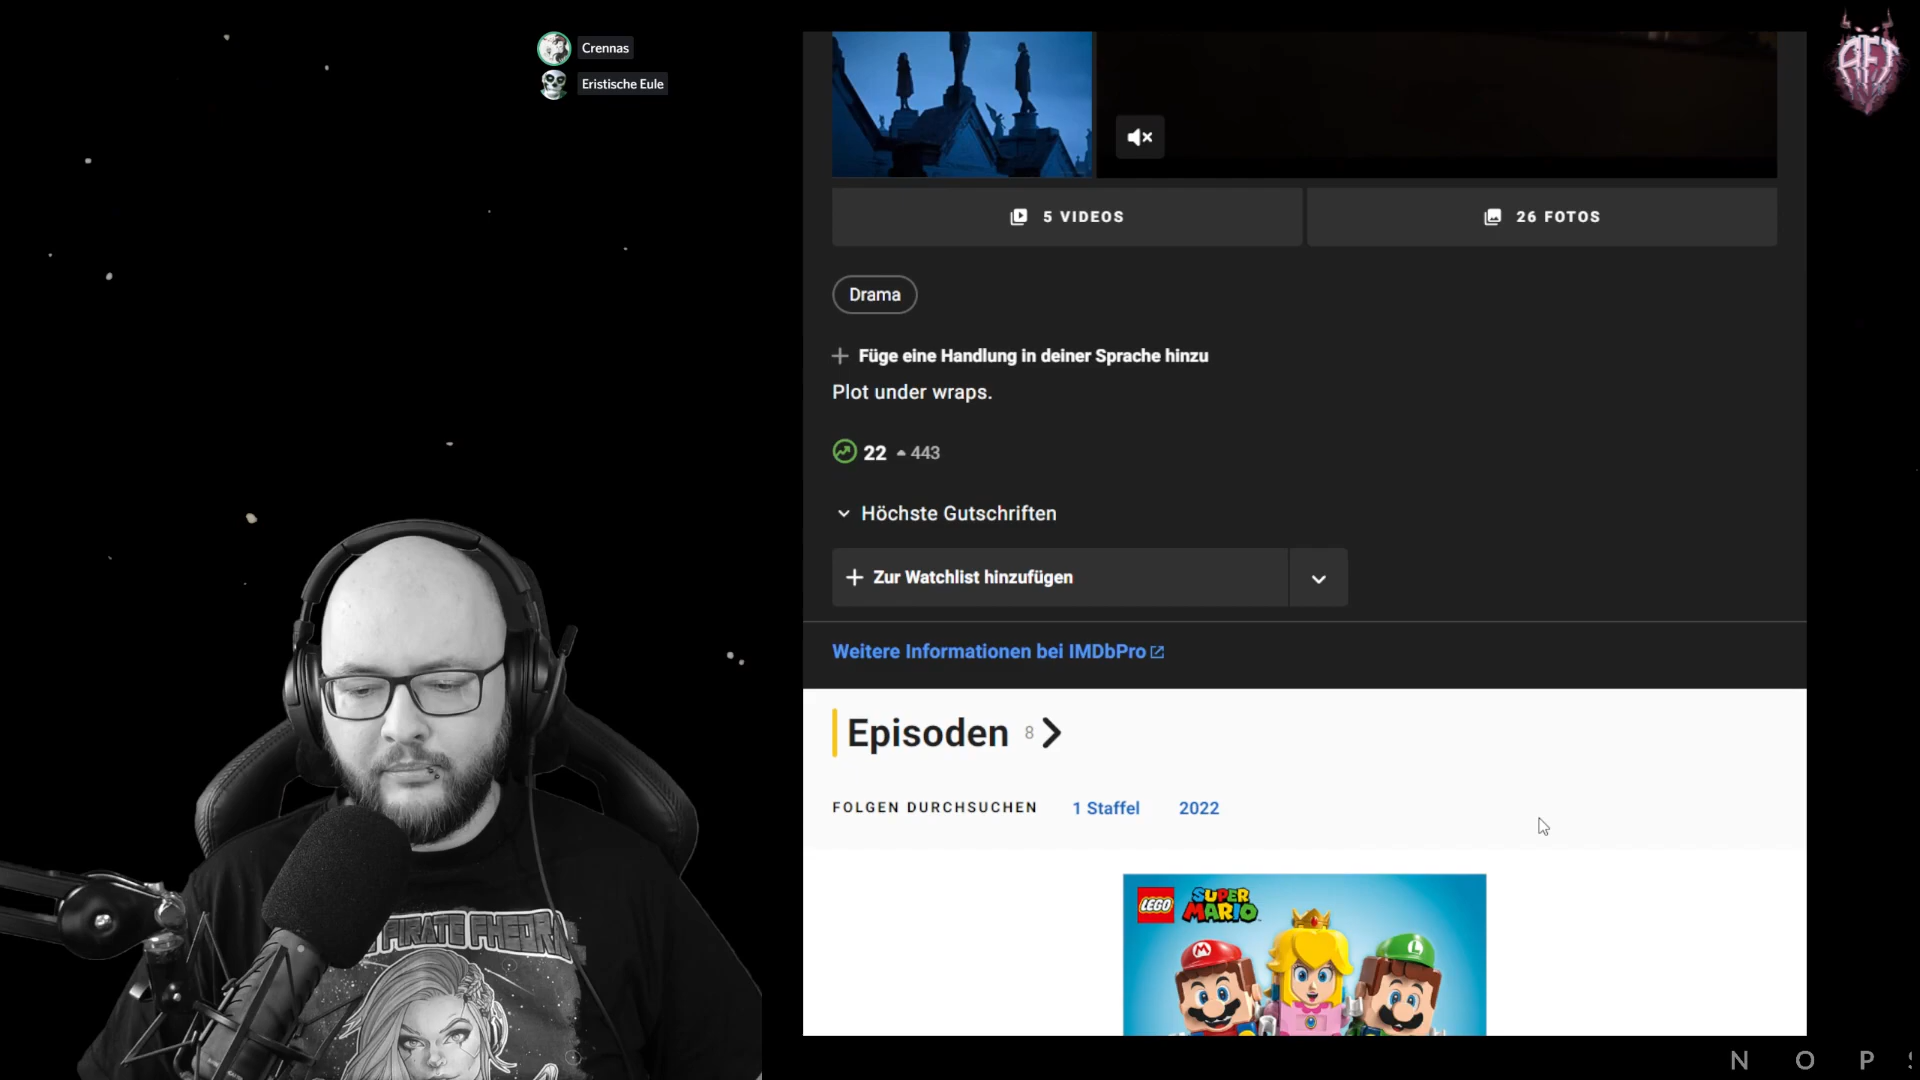 Crennas
Eristische Eule
AFT
5 VIDEOS
26 FOTOS
Drama
Füge eine Handlung in deiner Sprache hinzu
Plot under wraps.
22 443
Höchste Gutschriften
Zur Watchlist hinzufügen
Weitere Informationen bei IMDbPro
Episoden 8
FOLGEN DURCHSUCHEN 1 Staffel 2022
LEGO SUPER MARIO
M
L
PIRATE
N O P